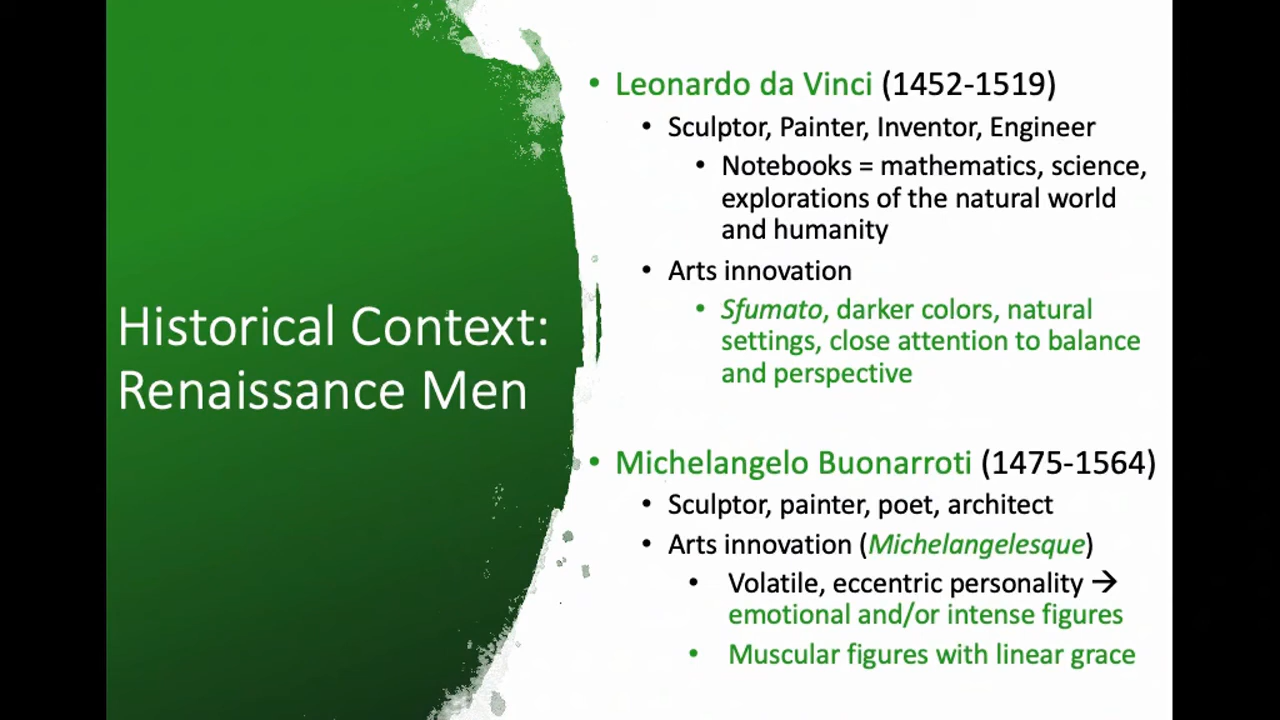 Historical Context:
Renaissance Men
• Leonardo da Vinci (1452-1519)
• Sculptor, Painter, Inventor, Engineer
• Notebooks = mathematics, science,
explorations of the natural world
and humanity
• Arts innovation
• Sfumato, darker colors, natural
settings, close attention to balance
and perspective
• Michelangelo Buonarroti (1475-1564)
• Sculptor, painter, poet, architect
• Arts innovation (Michelangelesque)
• Volatile, eccentric personality →
emotional and/or intense figures
• Muscular figures with linear grace